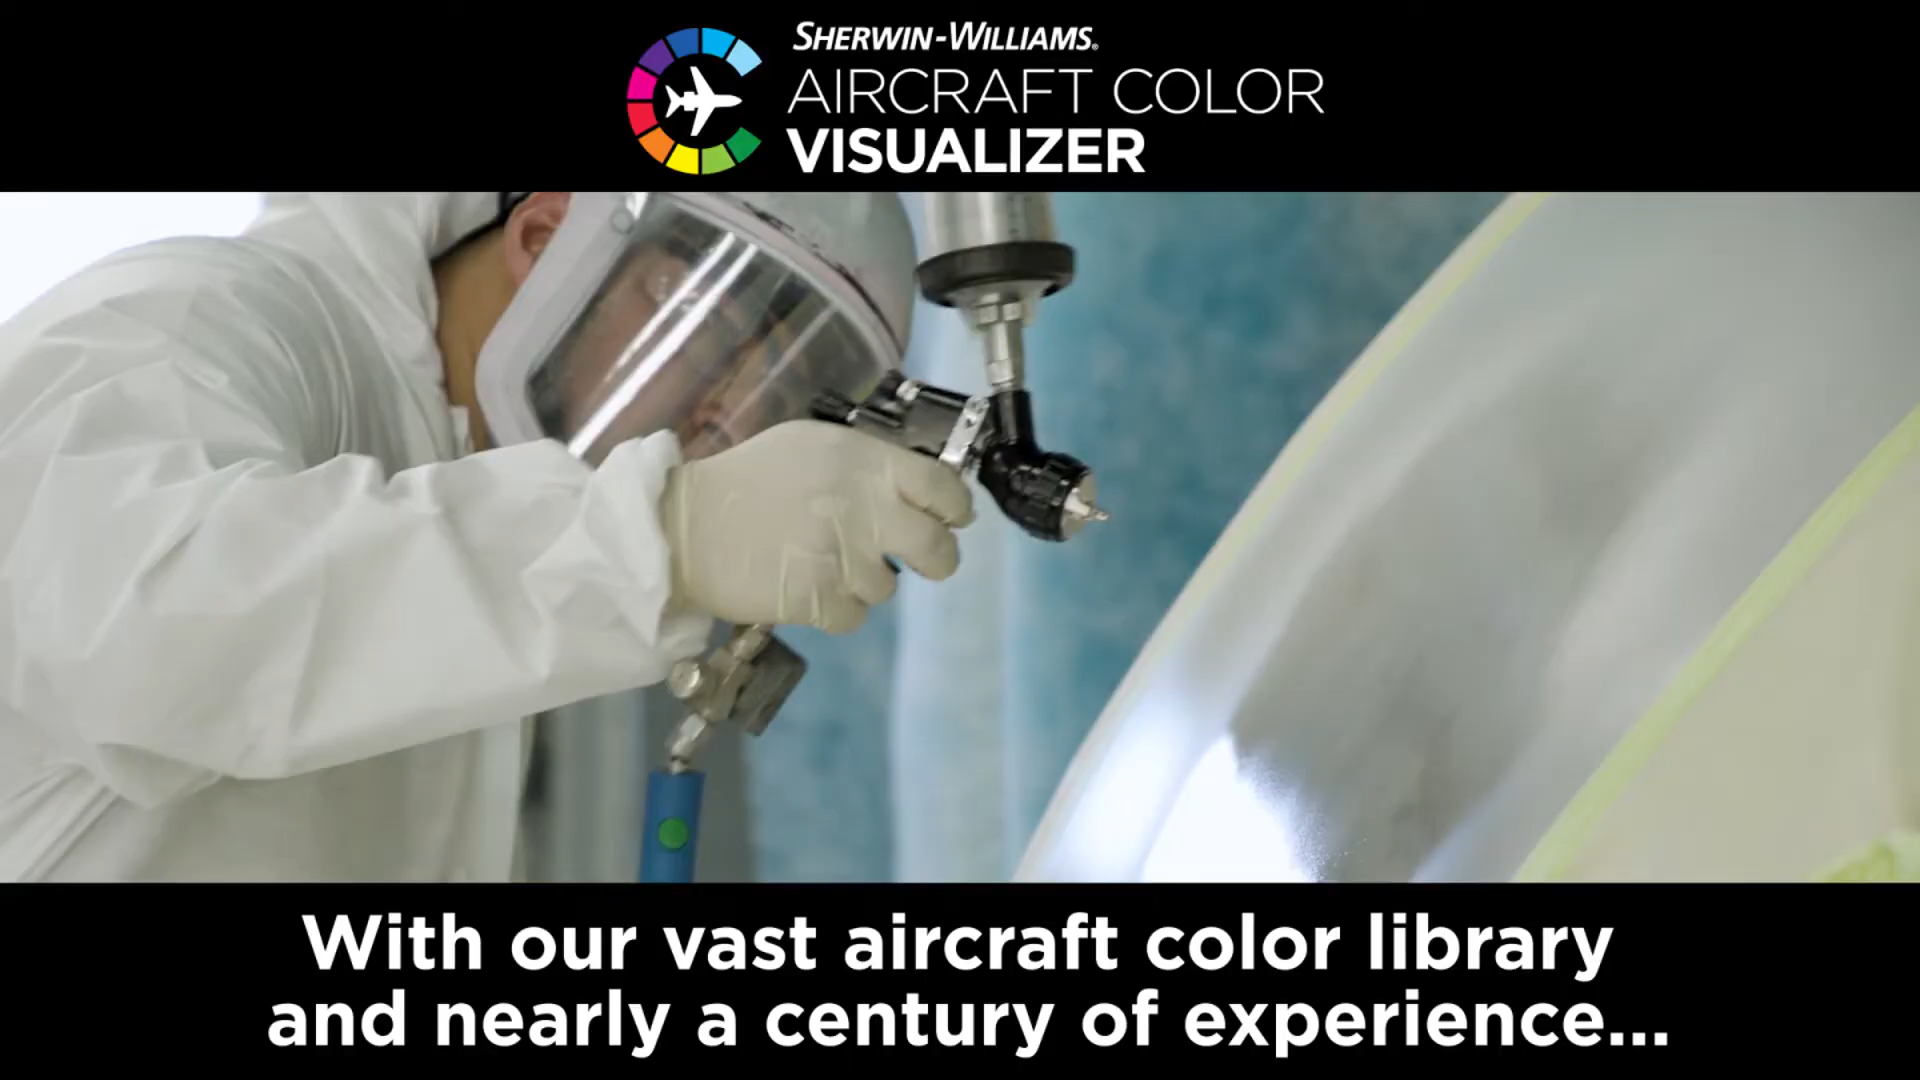 SHERWIN-WILLIAMS.
AIRCRAFT COLOR
VISUALIZER
With our vast aircraft color library
and nearly a century of experience...